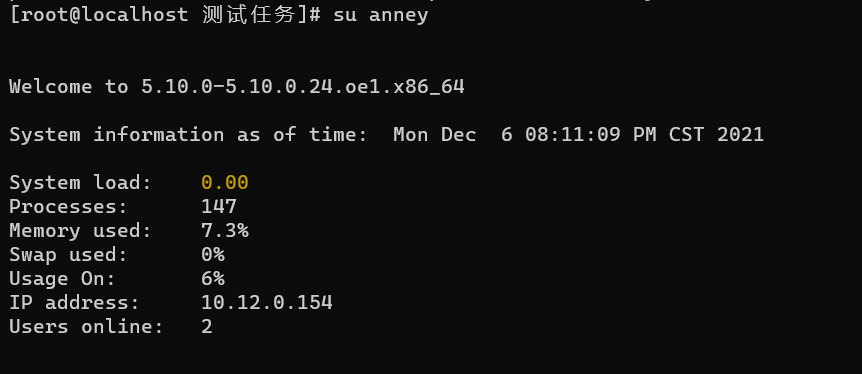 [root@localhost 测试任务]# su anney
Welcome to 5.10.0-5.10.0.24.oe1.x86_64
System information as of time:  Mon Dec  6 08:11:09 PM CST 2021
System load:    0.00
Processes:      147
Memory used:    7.3%
Swap used:      0%
Usage On:       6%
IP address:     10.12.0.154
Users online:   2